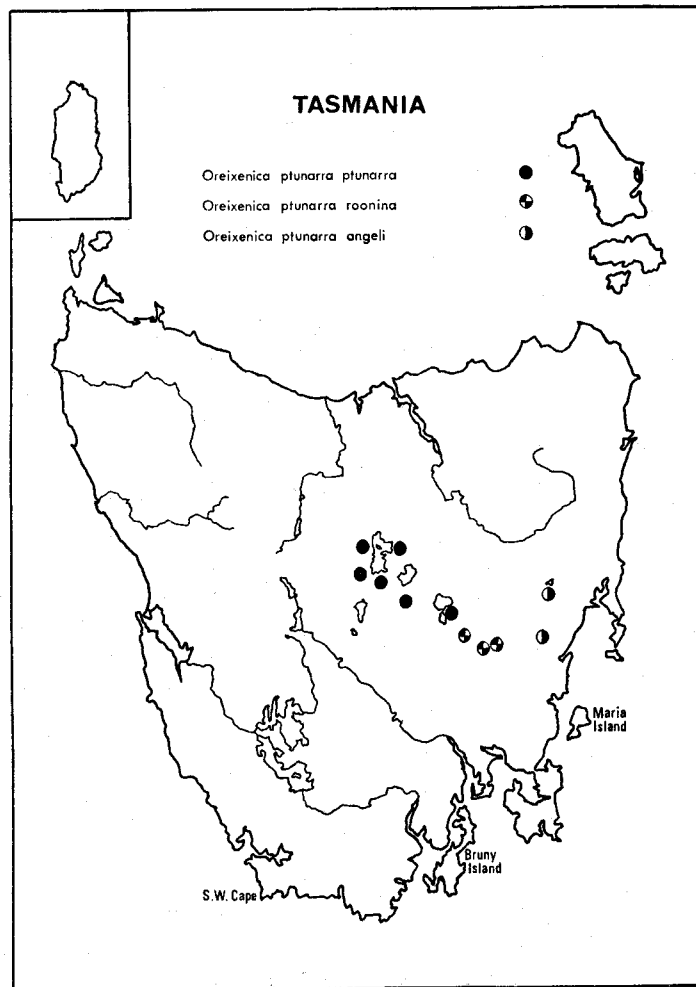 TASMANIA
Oreixenica ptunarra ptunarra
Oreixenica ptunarra roonina
Oreixenica ptunarra angeli
Maria
Island
Bruny
Island
S.W. Cape